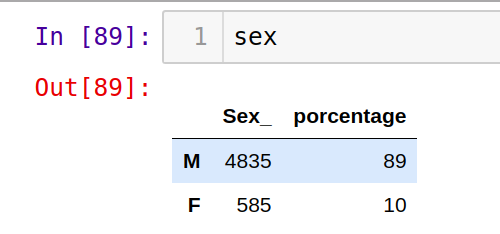 In [89]: 1 sex
Out[89]:
Sex_ porcentage
M 4835 89
F 585 10